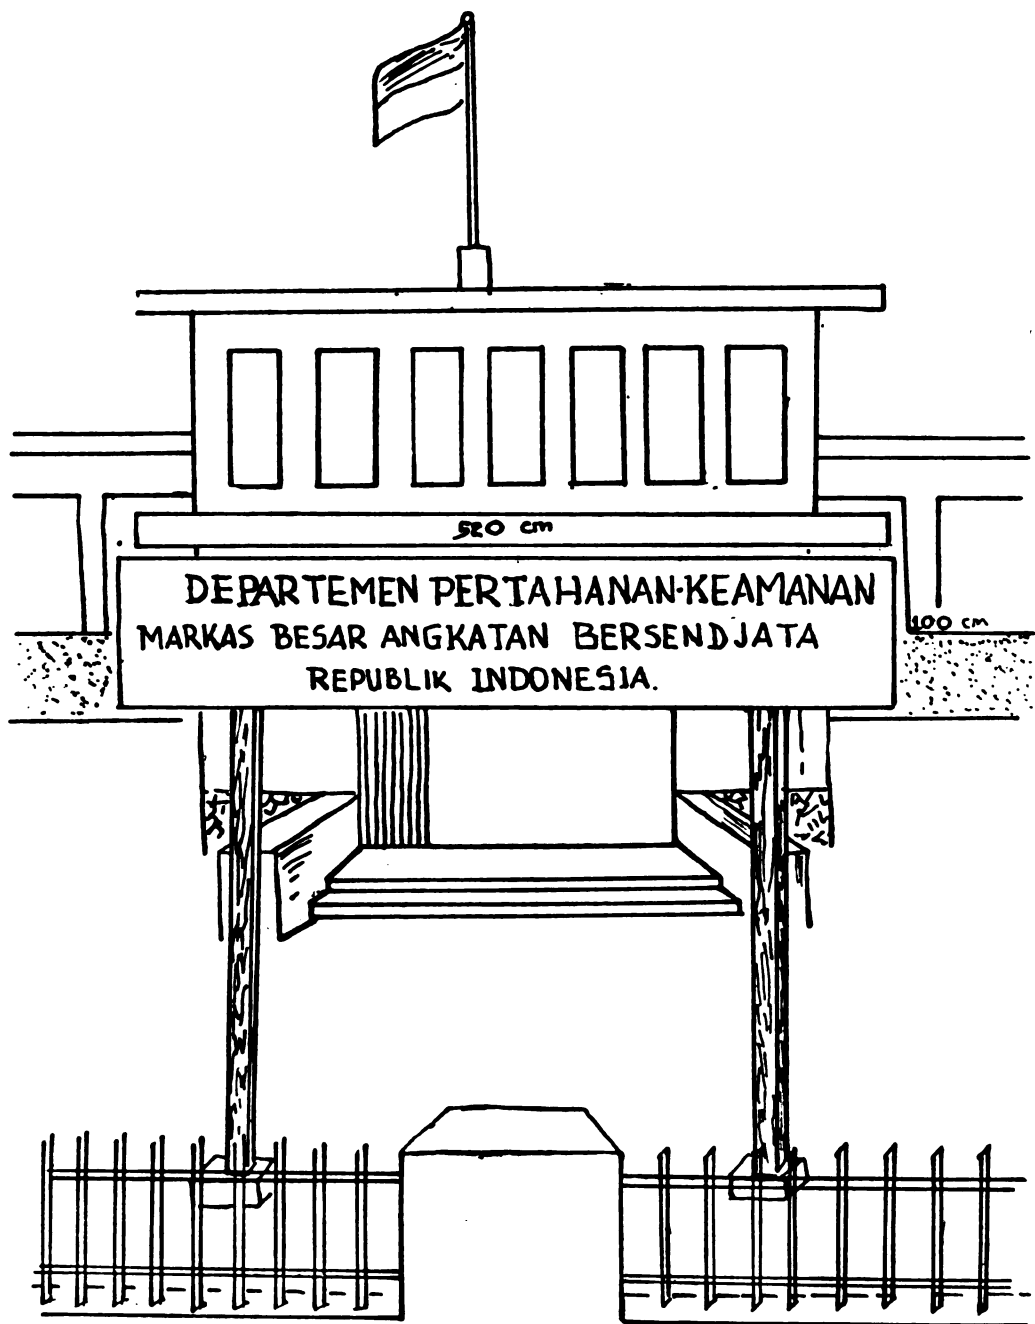 520 cm
DEPARTEMEN PERTAHANAN-KEAMANAN
MARKAS BESAR ANGKATAN BERSENDJATA
REPUBLIK INDONESIA.
100 cm